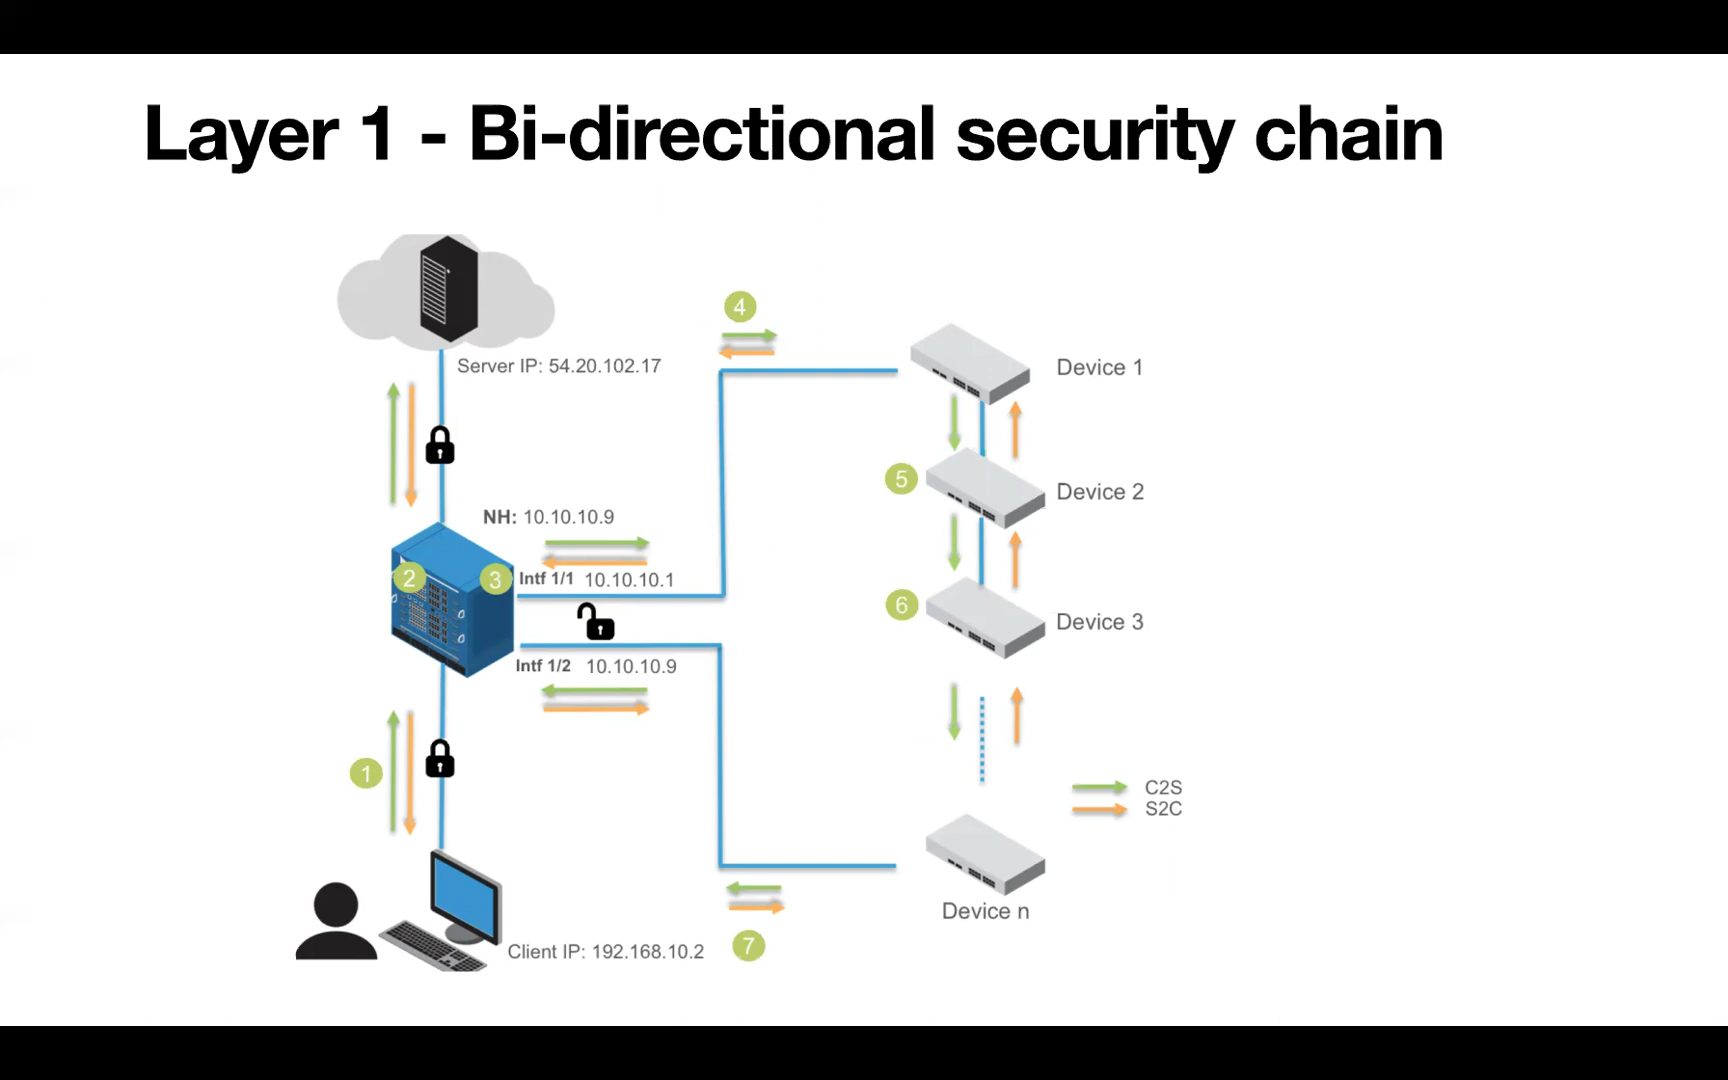 Layer 1 - Bi-directional security chain
4
Server IP: 54.20.102.17
Device 1
5
Device 2
NH: 10.10.10.9
2
3
Intf 1/1 10.10.10.1
6
Device 3
Intf 1/2 10.10.10.9
1
C2S
S2C
Device n
7
Client IP: 192.168.10.2